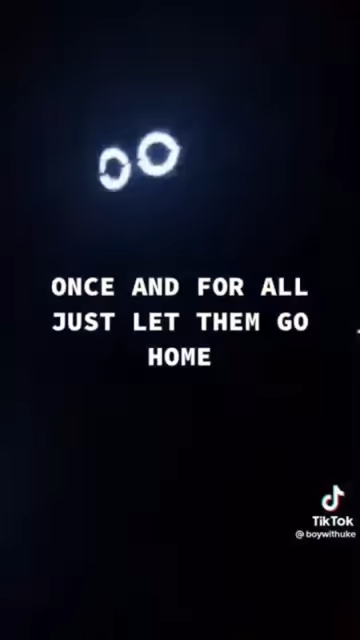 ONCE AND FOR ALL
JUST LET THEM GO
HOME
TikTok
@boywithuke